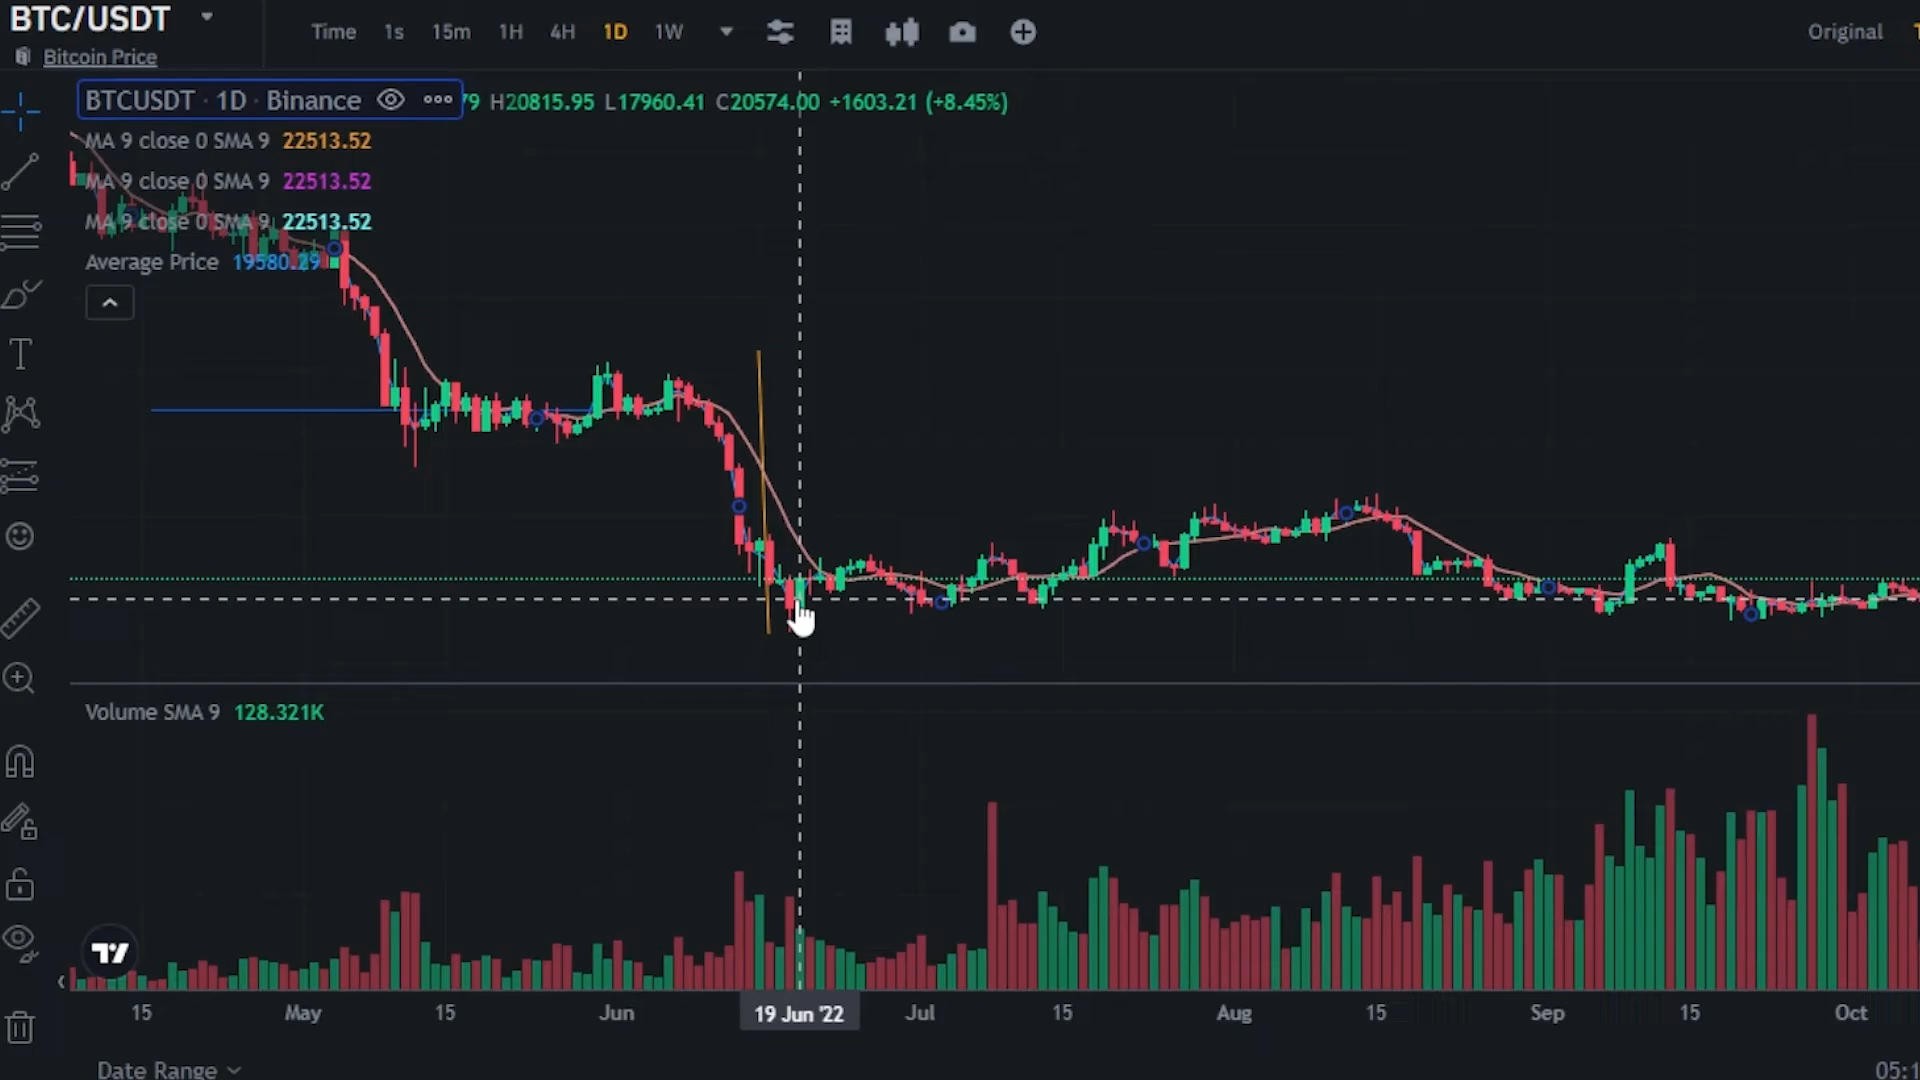 BTC/USDT
Bitcoin Price
Time 1s 15m 1H 4H 1D 1W
Original
BTCUSDT · 1D · Binance 79 H20815.95 L17960.41 C20574.00 +1603.21 (+8.45%)
MA 9 close 0 SMA 9 22513.52
MA 9 close 0 SMA 9 22513.52
MA 9 close 0 SMA 9 22513.52
Average Price 19580.29
Volume SMA 9 128.321K
15 May 15 Jun 19 Jun '22 Jul 15 Aug 15 Sep 15 Oct
Date Range